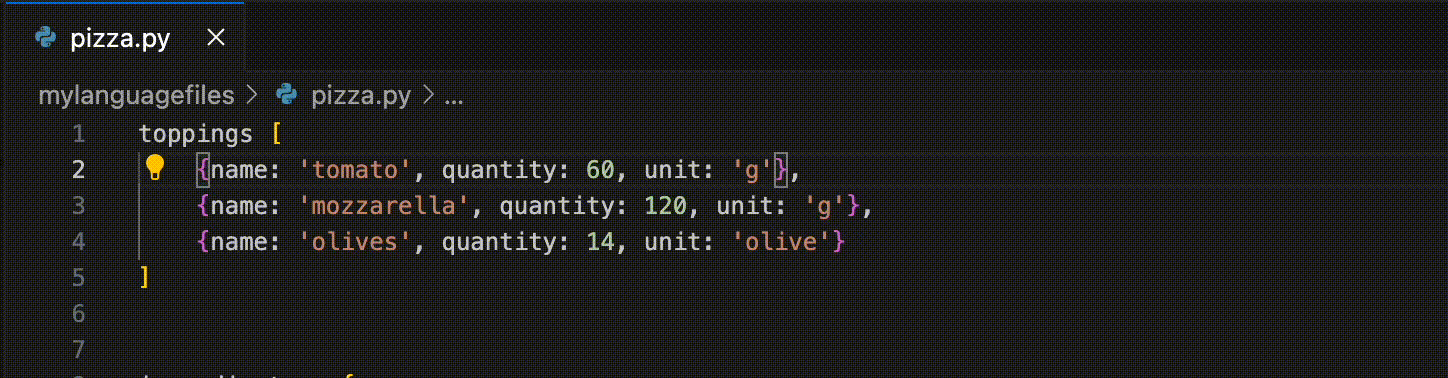 pizza.py
mylanguagefiles > pizza.py > ...
1 toppings [
2 {name: 'tomato', quantity: 60, unit: 'g'},
3 {name: 'mozzarella', quantity: 120, unit: 'g'},
4 {name: 'olives', quantity: 14, unit: 'olive'}
5 ]
6
7